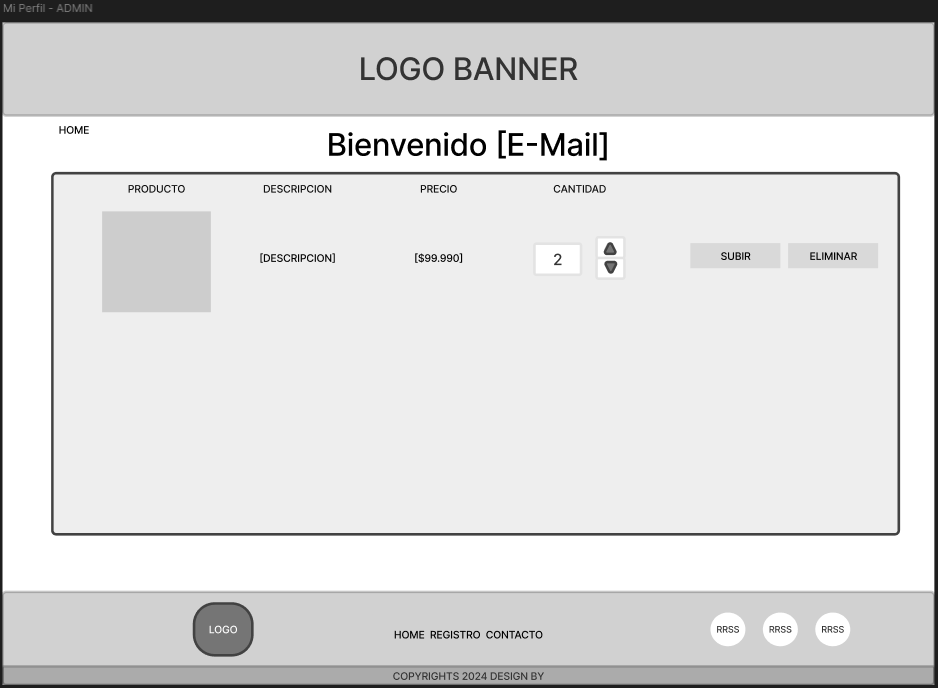 Mi Perfil - ADMIN
LOGO BANNER
HOME
Bienvenido [E-Mail]
PRODUCTO DESCRIPCION PRECIO CANTIDAD
[DESCRIPCION] [$99.990] 2 SUBIR ELIMINAR
LOGO HOME REGISTRO CONTACTO RRSS RRSS RRSS
COPYRIGHTS 2024 DESIGN BY